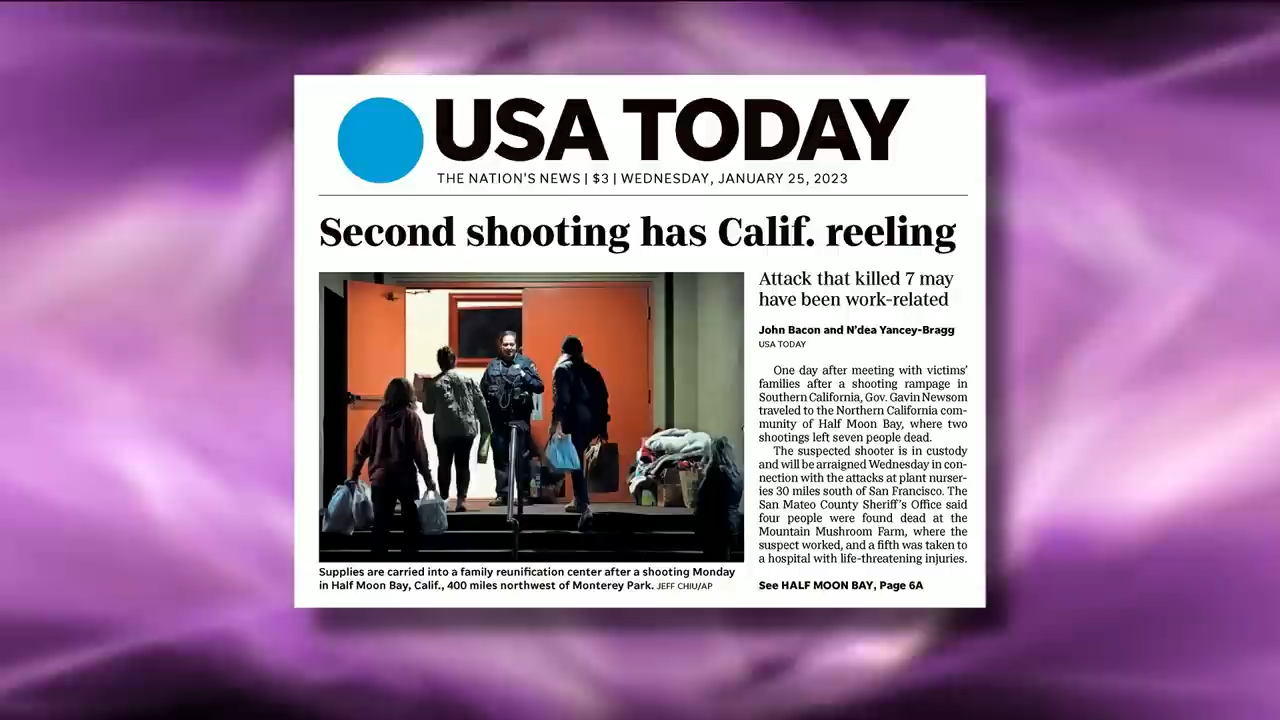 USA TODAY
THE NATION'S NEWS | $3 | WEDNESDAY, JANUARY 25, 2023
Second shooting has Calif. reeling
Supplies are carried into a family reunification center after a shooting Monday
in Half Moon Bay, Calif., 400 miles northwest of Monterey Park. JEFF CHIU/AP
Attack that killed 7 may
have been work-related
John Bacon and N'dea Yancey-Bragg
USA TODAY
One day after meeting with victims'
families after a shooting rampage in
Southern California, Gov. Gavin Newsom
traveled to the Northern California com-
munity of Half Moon Bay, where two
shootings left seven people dead.
The suspected shooter is in custody
and will be arraigned Wednesday in con-
nection with the attacks at plant nurser-
ies 30 miles south of San Francisco. The
San Mateo County Sheriff's Office said
four people were found dead at the
Mountain Mushroom Farm, where the
suspect worked, and a fifth was taken to
a hospital with life-threatening injuries.
See HALF MOON BAY, Page 6A